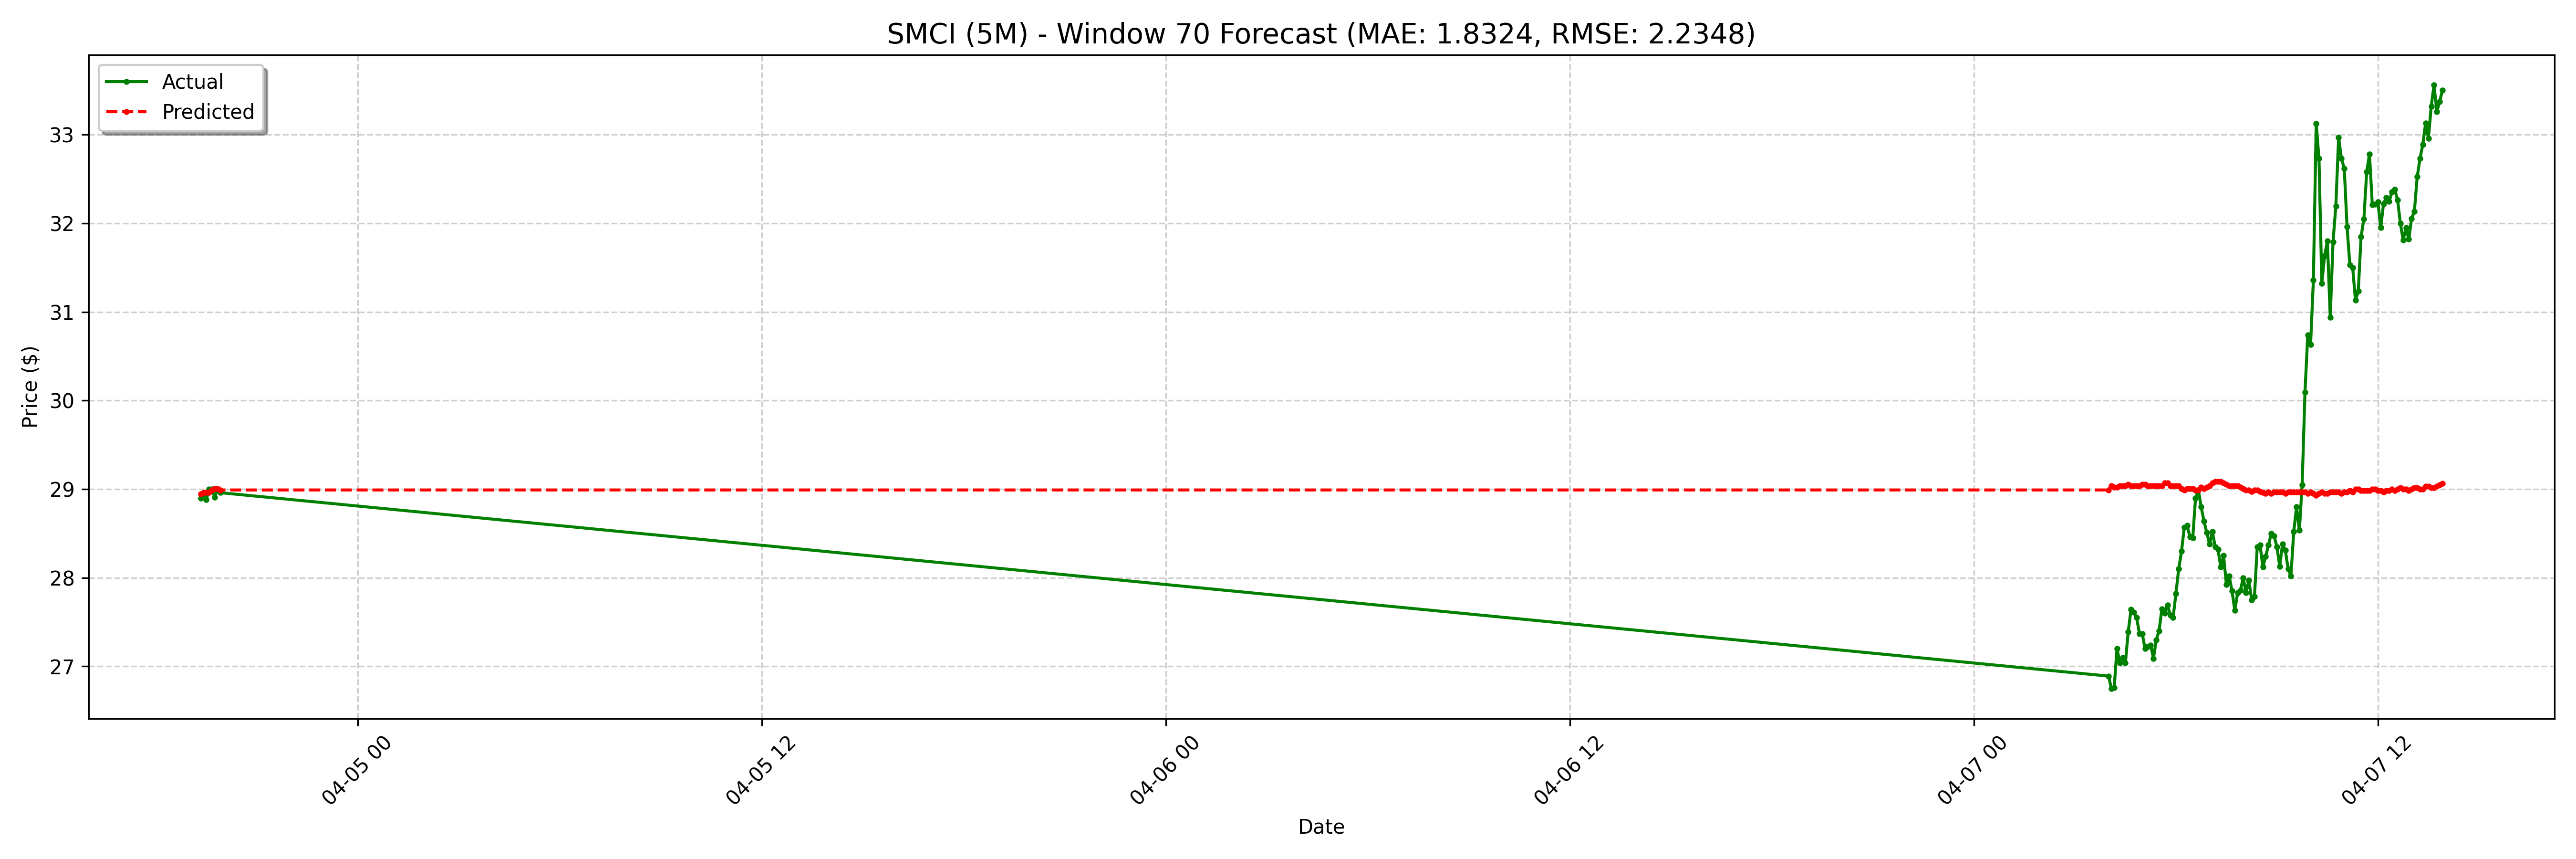 SMCI (5M) - Window 70 Forecast (MAE: 1.8324, RMSE: 2.2348)
Actual
Predicted
Price ($)
33
32
31
30
29
28
27
04-05 00
04-05 12
04-06 00
04-06 12
04-07 00
04-07 12
Date